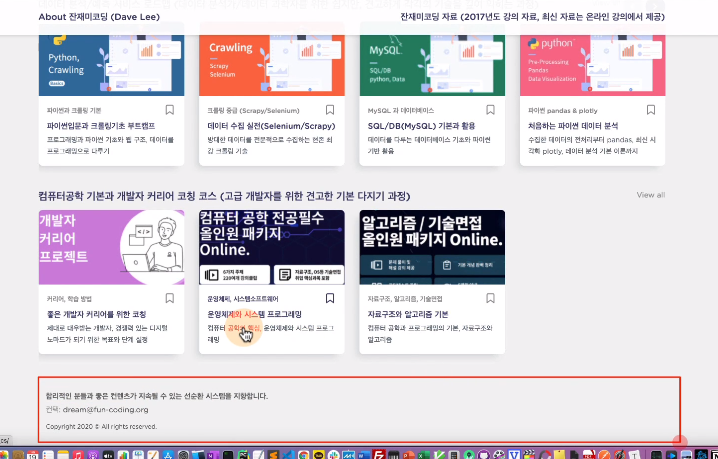 About 잔재미코딩 (Dave Lee)
잔재미코딩 자료 (2017년도 강의 자료, 최신 자료는 온라인 강의에서 제공)
Python,
Crawling
Crawling
Scrapy
Selenium
MySQL
SQL/DB
python, Data
python
Pre-Processing
Pandas
Data Visualization
파이썬과 크롤링 기본
파이썬입문과 크롤링기초 부트캠프
프로그래밍과 파이썬 기초와 웹 구조, 데이터를
프로그래밍으로 다루기
크롤링 중급 (Scrapy/Selenium)
데이터 수집 실전(Selenium/Scrapy)
방대한 데이터를 전문적으로 수집하는 현존 최
강 크롤링 기술
MySQL 과 데이터베이스
SQL/DB(MySQL) 기본과 활용
데이터를 다루는 데이터베이스 기초와 파이썬
기반 활용
파이썬 pandas & plotly
처음하는 파이썬 데이터 분석
수집한 데이터의 전처리부터 pandas, 최신 시
각화 plotly, 데이터 분석 기본 이론까지
컴퓨터공학 기본과 개발자 커리어 코칭 코스 (고급 개발자를 위한 견고한 기본 다지기 과정)
View all
개발자
커리어
프로젝트
컴퓨터 공학 전공필수
올인원 패키지
Online.
알고리즘 / 기술면접
올인원 패키지 Online.
커리어, 학습 방법
좋은 개발자 커리어를 위한 코칭
제대로 대우받는 개발자, 경쟁력 있는 디지털
노마드가 되기 위한 목표와 단계 설정
운영체제, 시스템소프트웨어
운영체제와 시스템 프로그래밍
컴퓨터 공학의 핵심, 운영체제와 시스템 프로그
래밍
자료구조, 알고리즘, 기술면접
자료구조와 알고리즘 기본
컴퓨터 공학과 프로그래밍의 기본, 자료구조와
알고리즘
합리적인 분들과 좋은 컨텐츠가 지속될 수 있는 선순환 시스템을 지향합니다.
연락: dream@fun-coding.org
Copyright 2020 © All rights reserved.
cs/